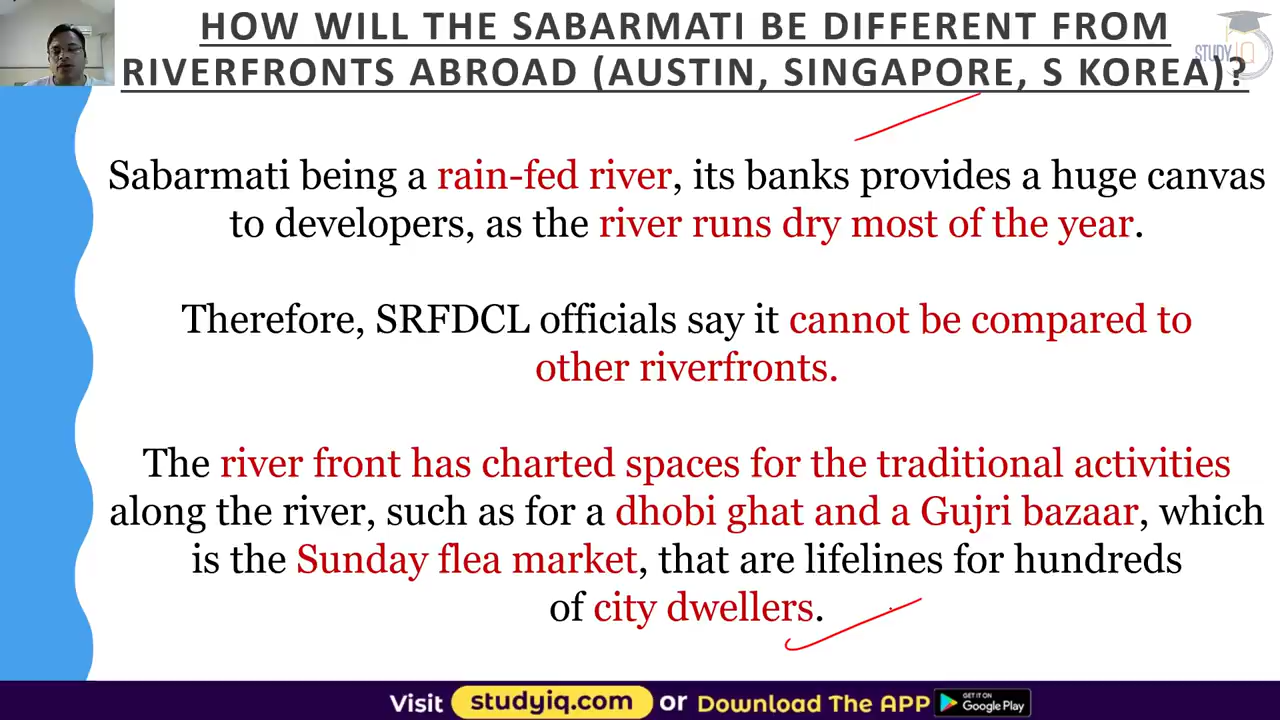 HOW WILL THE SABARMATI BE DIFFERENT FROM
RIVERFRONTS ABROAD (AUSTIN, SINGAPORE, S KOREA)?
STUDY IQ
Sabarmati being a rain-fed river, its banks provides a huge canvas
to developers, as the river runs dry most of the year.
Therefore, SRFDCL officials say it cannot be compared to
other riverfronts.
The river front has charted spaces for the traditional activities
along the river, such as for a dhobi ghat and a Gujri bazaar, which
is the Sunday flea market, that are lifelines for hundreds
of city dwellers.
Visit studyiq.com or Download The APP GET IT ON Google Play